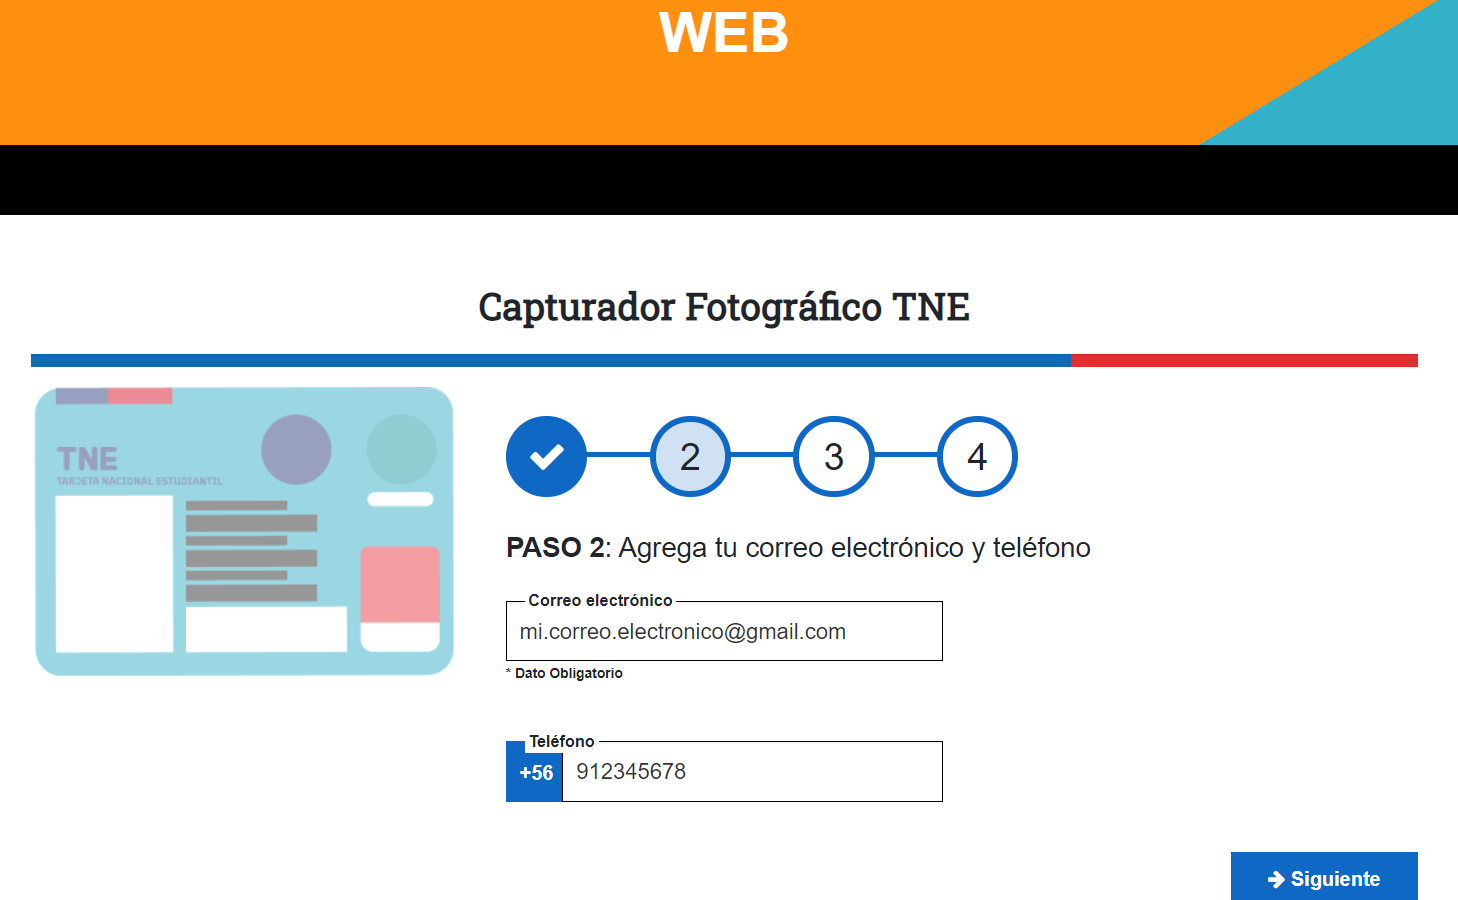 WEB
Capturador Fotográfico TNE
TNE
TARJETA NACIONAL ESTUDIANTIL
2
3
4
PASO 2: Agrega tu correo electrónico y teléfono
Correo electrónico
mi.correo.electronico@gmail.com
* Dato Obligatorio
Teléfono
+56
912345678
Siguiente